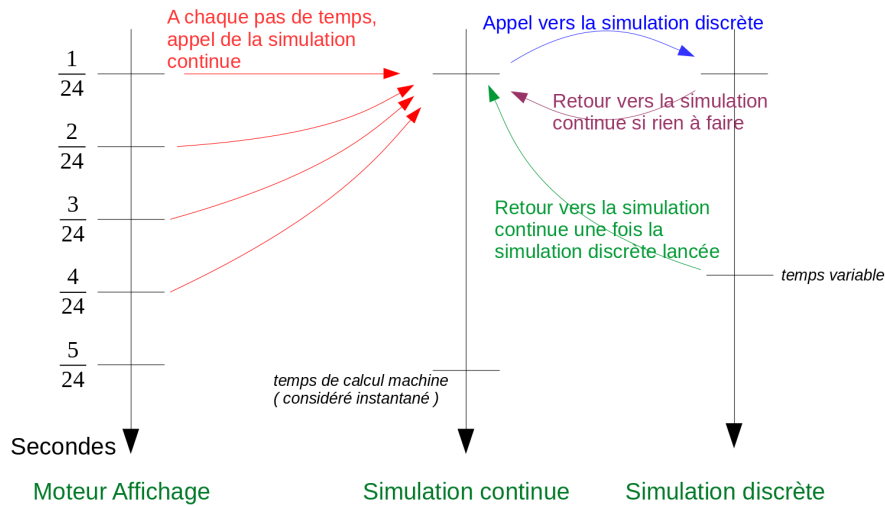 A chaque pas de temps,
appel de la simulation
continue
Appel vers la simulation discrète
1
24
2
24
3
24
4
24
5
24
Retour vers la simulation
continue si rien à faire
Retour vers la simulation
continue une fois la
simulation discrète lancée
temps variable
temps de calcul machine
( considéré instantané )
Secondes
Moteur Affichage
Simulation continue
Simulation discrète